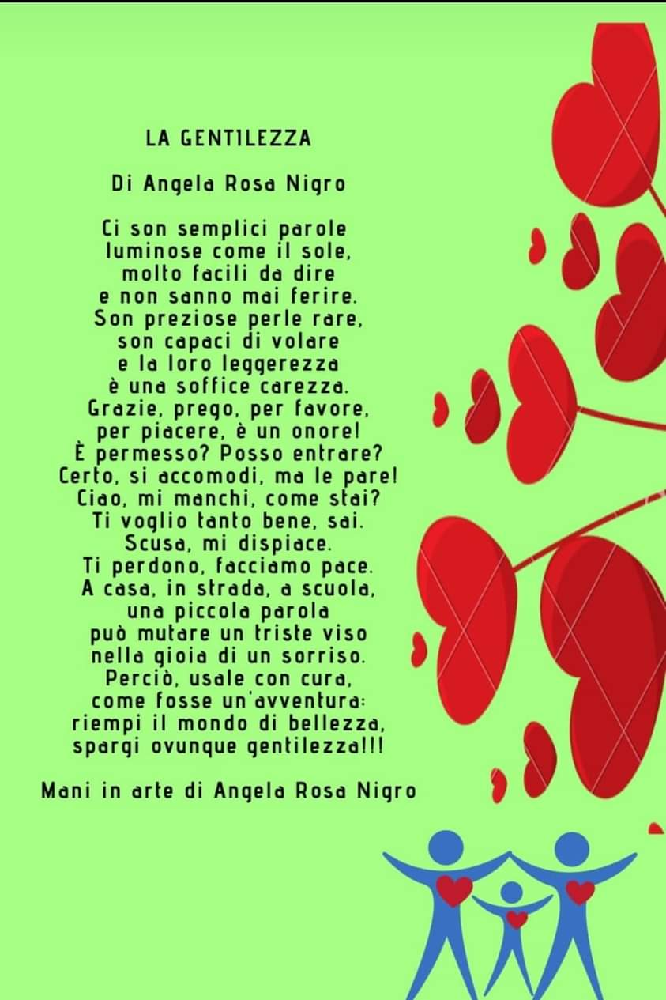 LA GENTILEZZA
Di Angela Rosa Nigro
Ci son semplici parole
luminose come il sole,
molto facili da dire
e non sanno mai ferire.
Son preziose perle rare,
son capaci di volare
e la loro leggerezza
è una soffice carezza.
Grazie, prego, per favore,
per piacere, è un onore!
È permesso? Posso entrare?
Certo, si accomodi, ma le pare!
Ciao, mi manchi, come stai?
Ti voglio tanto bene, sai.
Scusa, mi dispiace.
Ti perdono, facciamo pace.
A casa, in strada, a scuola,
una piccola parola
può mutare un triste viso
nella gioia di un sorriso.
Perciò, usale con cura,
come fosse un'avventura:
riempi il mondo di bellezza,
spargi ovunque gentilezza!!!
Mani in arte di Angela Rosa Nigro